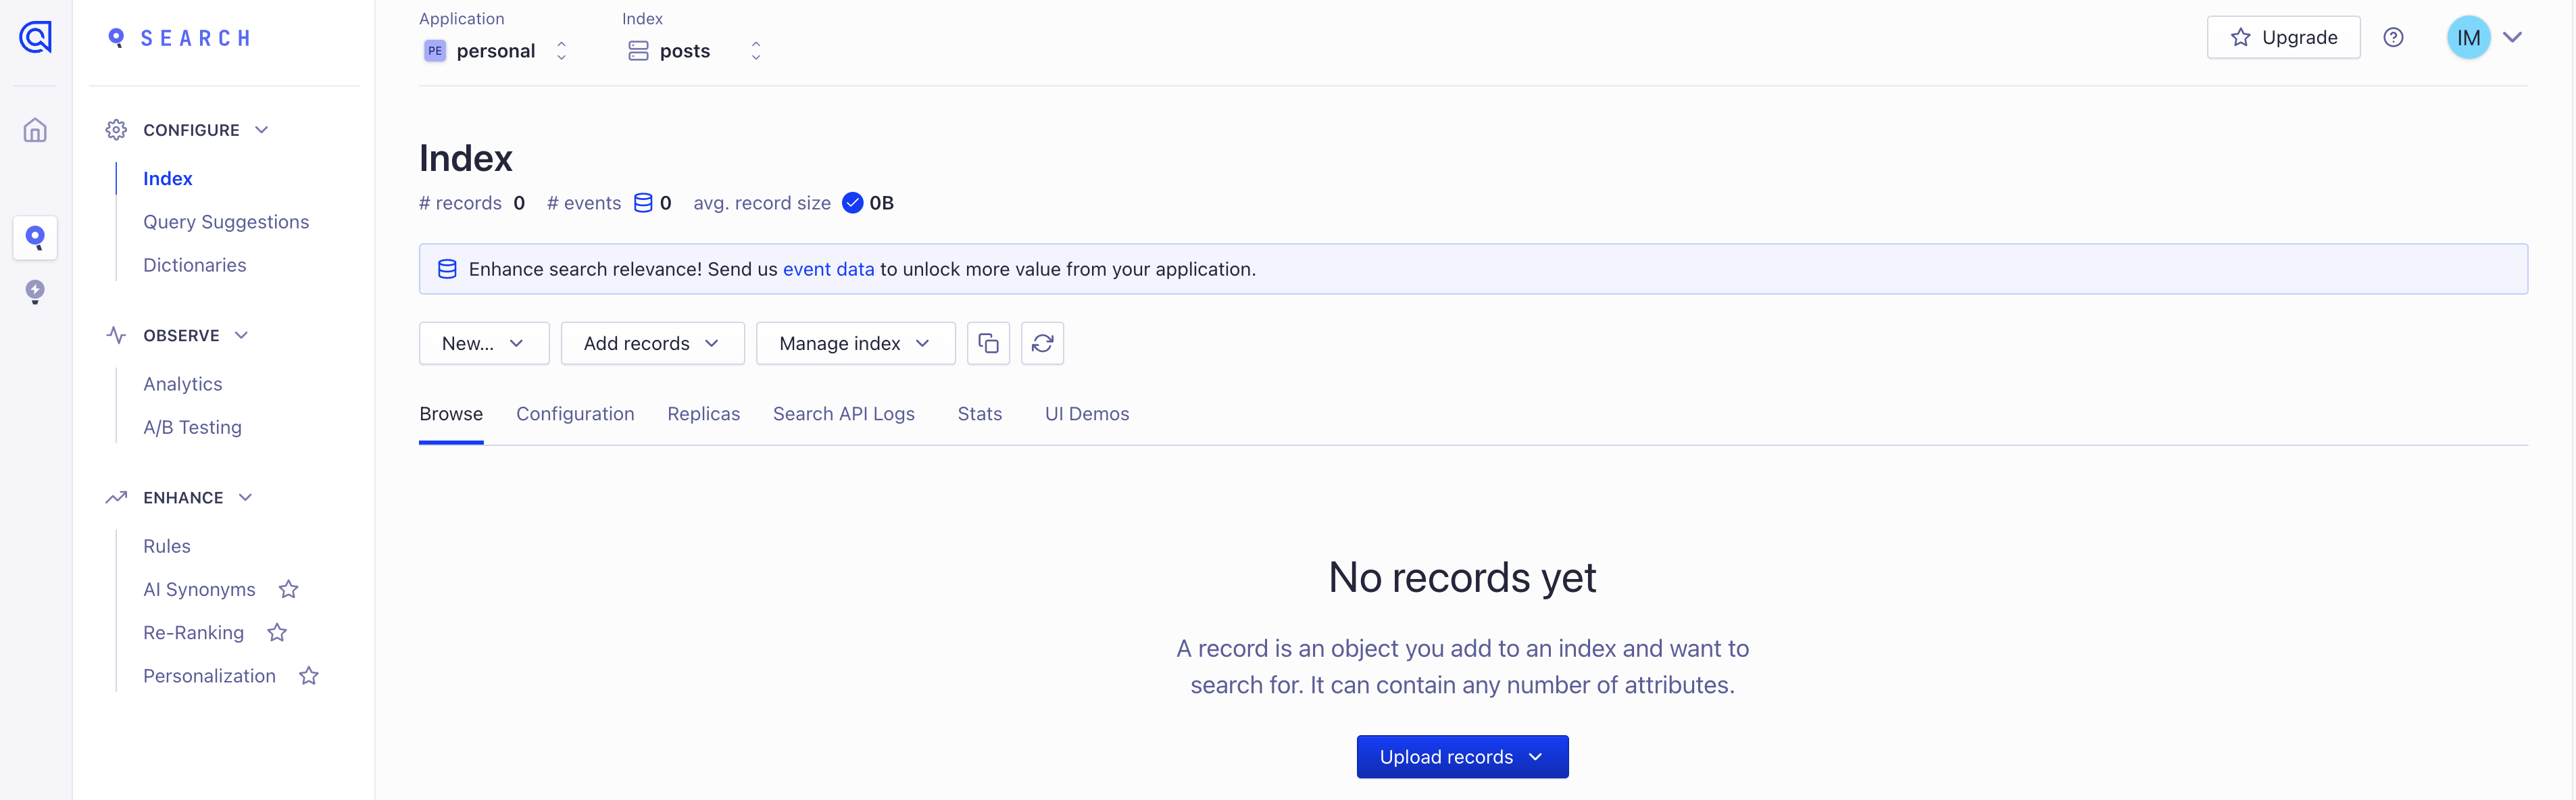 SEARCH
CONFIGURE
Index
Query Suggestions
Dictionaries
OBSERVE
Analytics
A/B Testing
ENHANCE
Rules
AI Synonyms
Re-Ranking
Personalization
Application
PE personal
Index
posts
Upgrade
IM
Index
# records 0 # events 0 avg. record size 0B
Enhance search relevance! Send us event data to unlock more value from your application.
New... Add records Manage index
Browse Configuration Replicas Search API Logs Stats UI Demos
No records yet
A record is an object you add to an index and want to
search for. It can contain any number of attributes.
Upload records